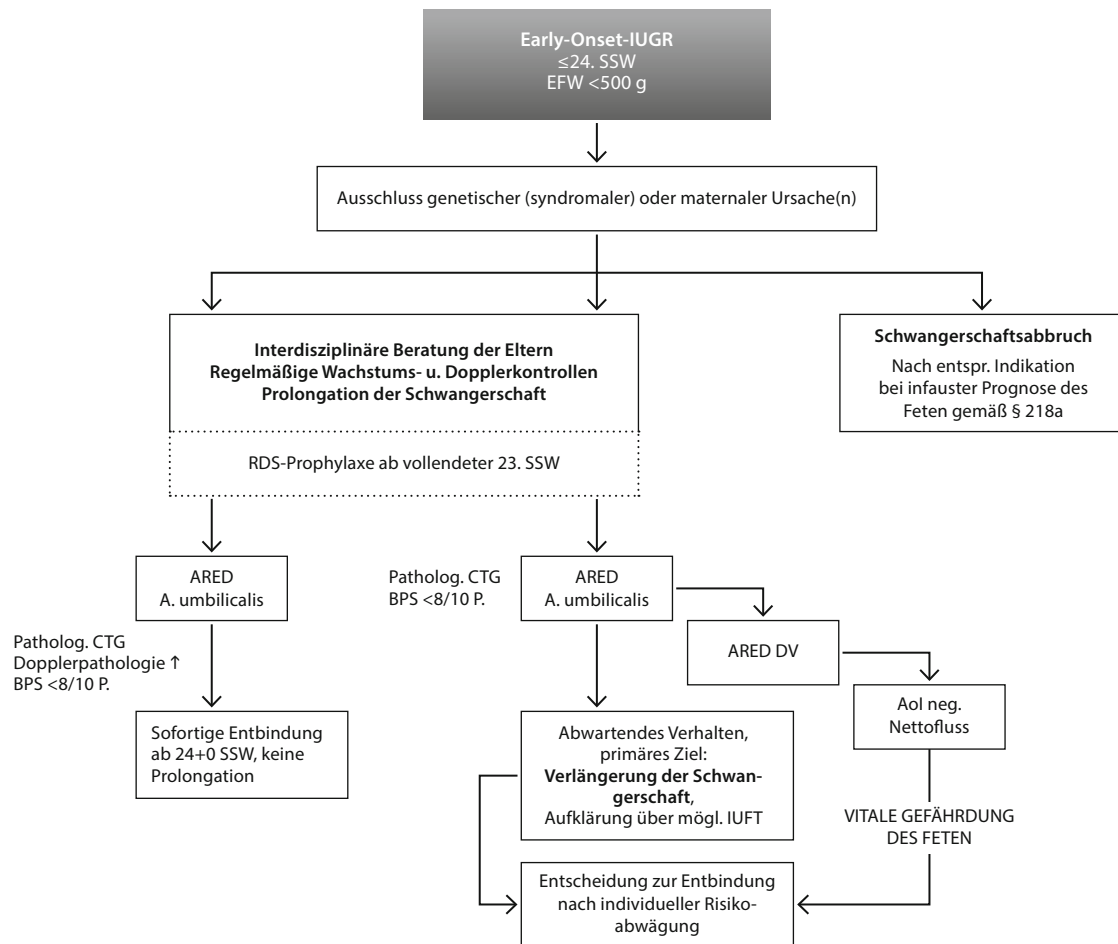 Early-Onset-IUGR
≤24. SSW
EFW <500 g
Ausschluss genetischer (syndromaler) oder maternaler Ursache(n)
Interdisziplinäre Beratung der Eltern
Regelmäßige Wachstums- u. Dopplerkontrollen
Prolongation der Schwangerschaft
RDS-Prophylaxe ab vollendeter 23. SSW
Schwangerschaftsabbruch
Nach entspr. Indikation
bei infauster Prognose des
Feten gemäß § 218a
ARED
A. umbilicalis
Patholog. CTG
Dopplerpathologie ↑
BPS <8/10 P.
Sofortige Entbindung
ab 24+0 SSW, keine
Prolongation
Patholog. CTG
BPS <8/10 P.
ARED
A. umbilicalis
ARED DV
AoI neg.
Nettofluss
Abwartendes Verhalten,
primäres Ziel:
Verlängerung der Schwan-
gerschaft,
Aufklärung über mögl. IUFT
VITALE GEFÄHRDUNG
DES FETEN
Entscheidung zur Entbindung
nach individueller Risiko-
abwägung